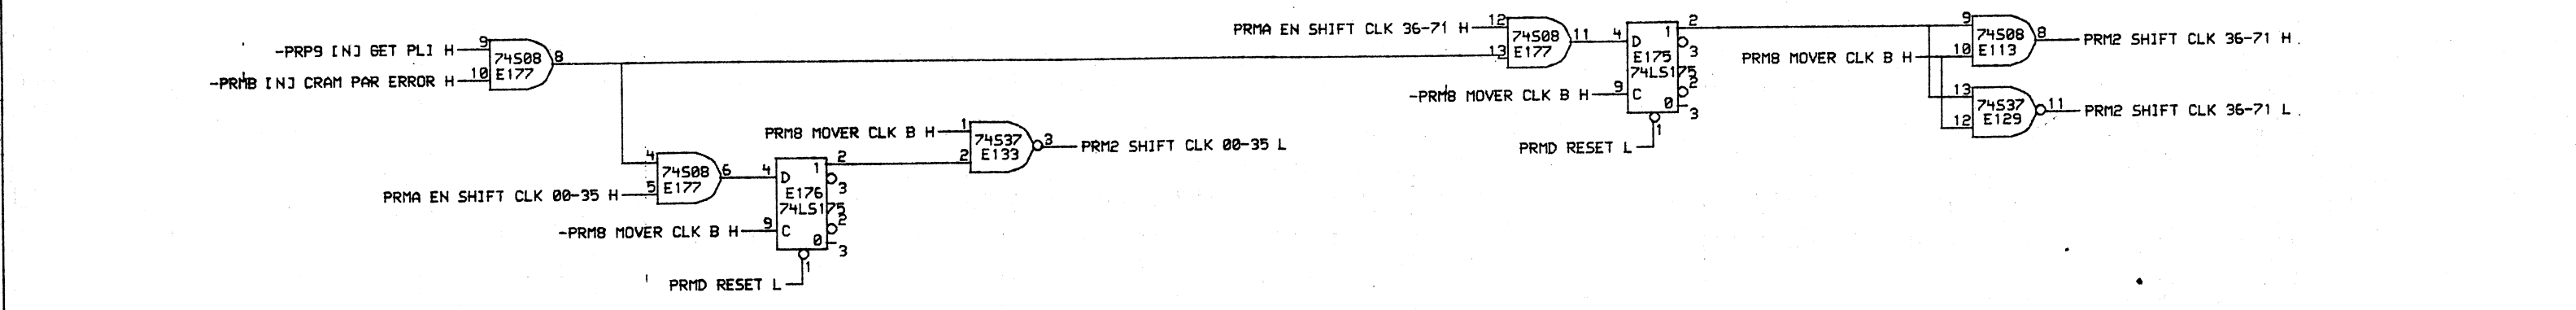 -PRP9 [N] GET PLI H
9
10
74S08
E177
8
-PRMB [N] CRAM PAR ERROR H
PRMA EN SHIFT CLK 00-35 H
4
5
74S08
E177
6
-PRM8 MOVER CLK B H
4
9
D
C
1
E176
74LS175
0
2
3
2
3
1
PRMD RESET L
PRM8 MOVER CLK B H
1
2
74S37
E133
3
PRM2 SHIFT CLK 00-35 L
PRMA EN SHIFT CLK 36-71 H
12
13
74S08
E177
11
-PRM8 MOVER CLK B H
4
9
D
C
1
E175
74LS175
0
2
3
2
3
1
PRMD RESET L
PRM8 MOVER CLK B H
9
10
74S08
E113
8
PRM2 SHIFT CLK 36-71 H
13
12
74S37
E129
11
PRM2 SHIFT CLK 36-71 L